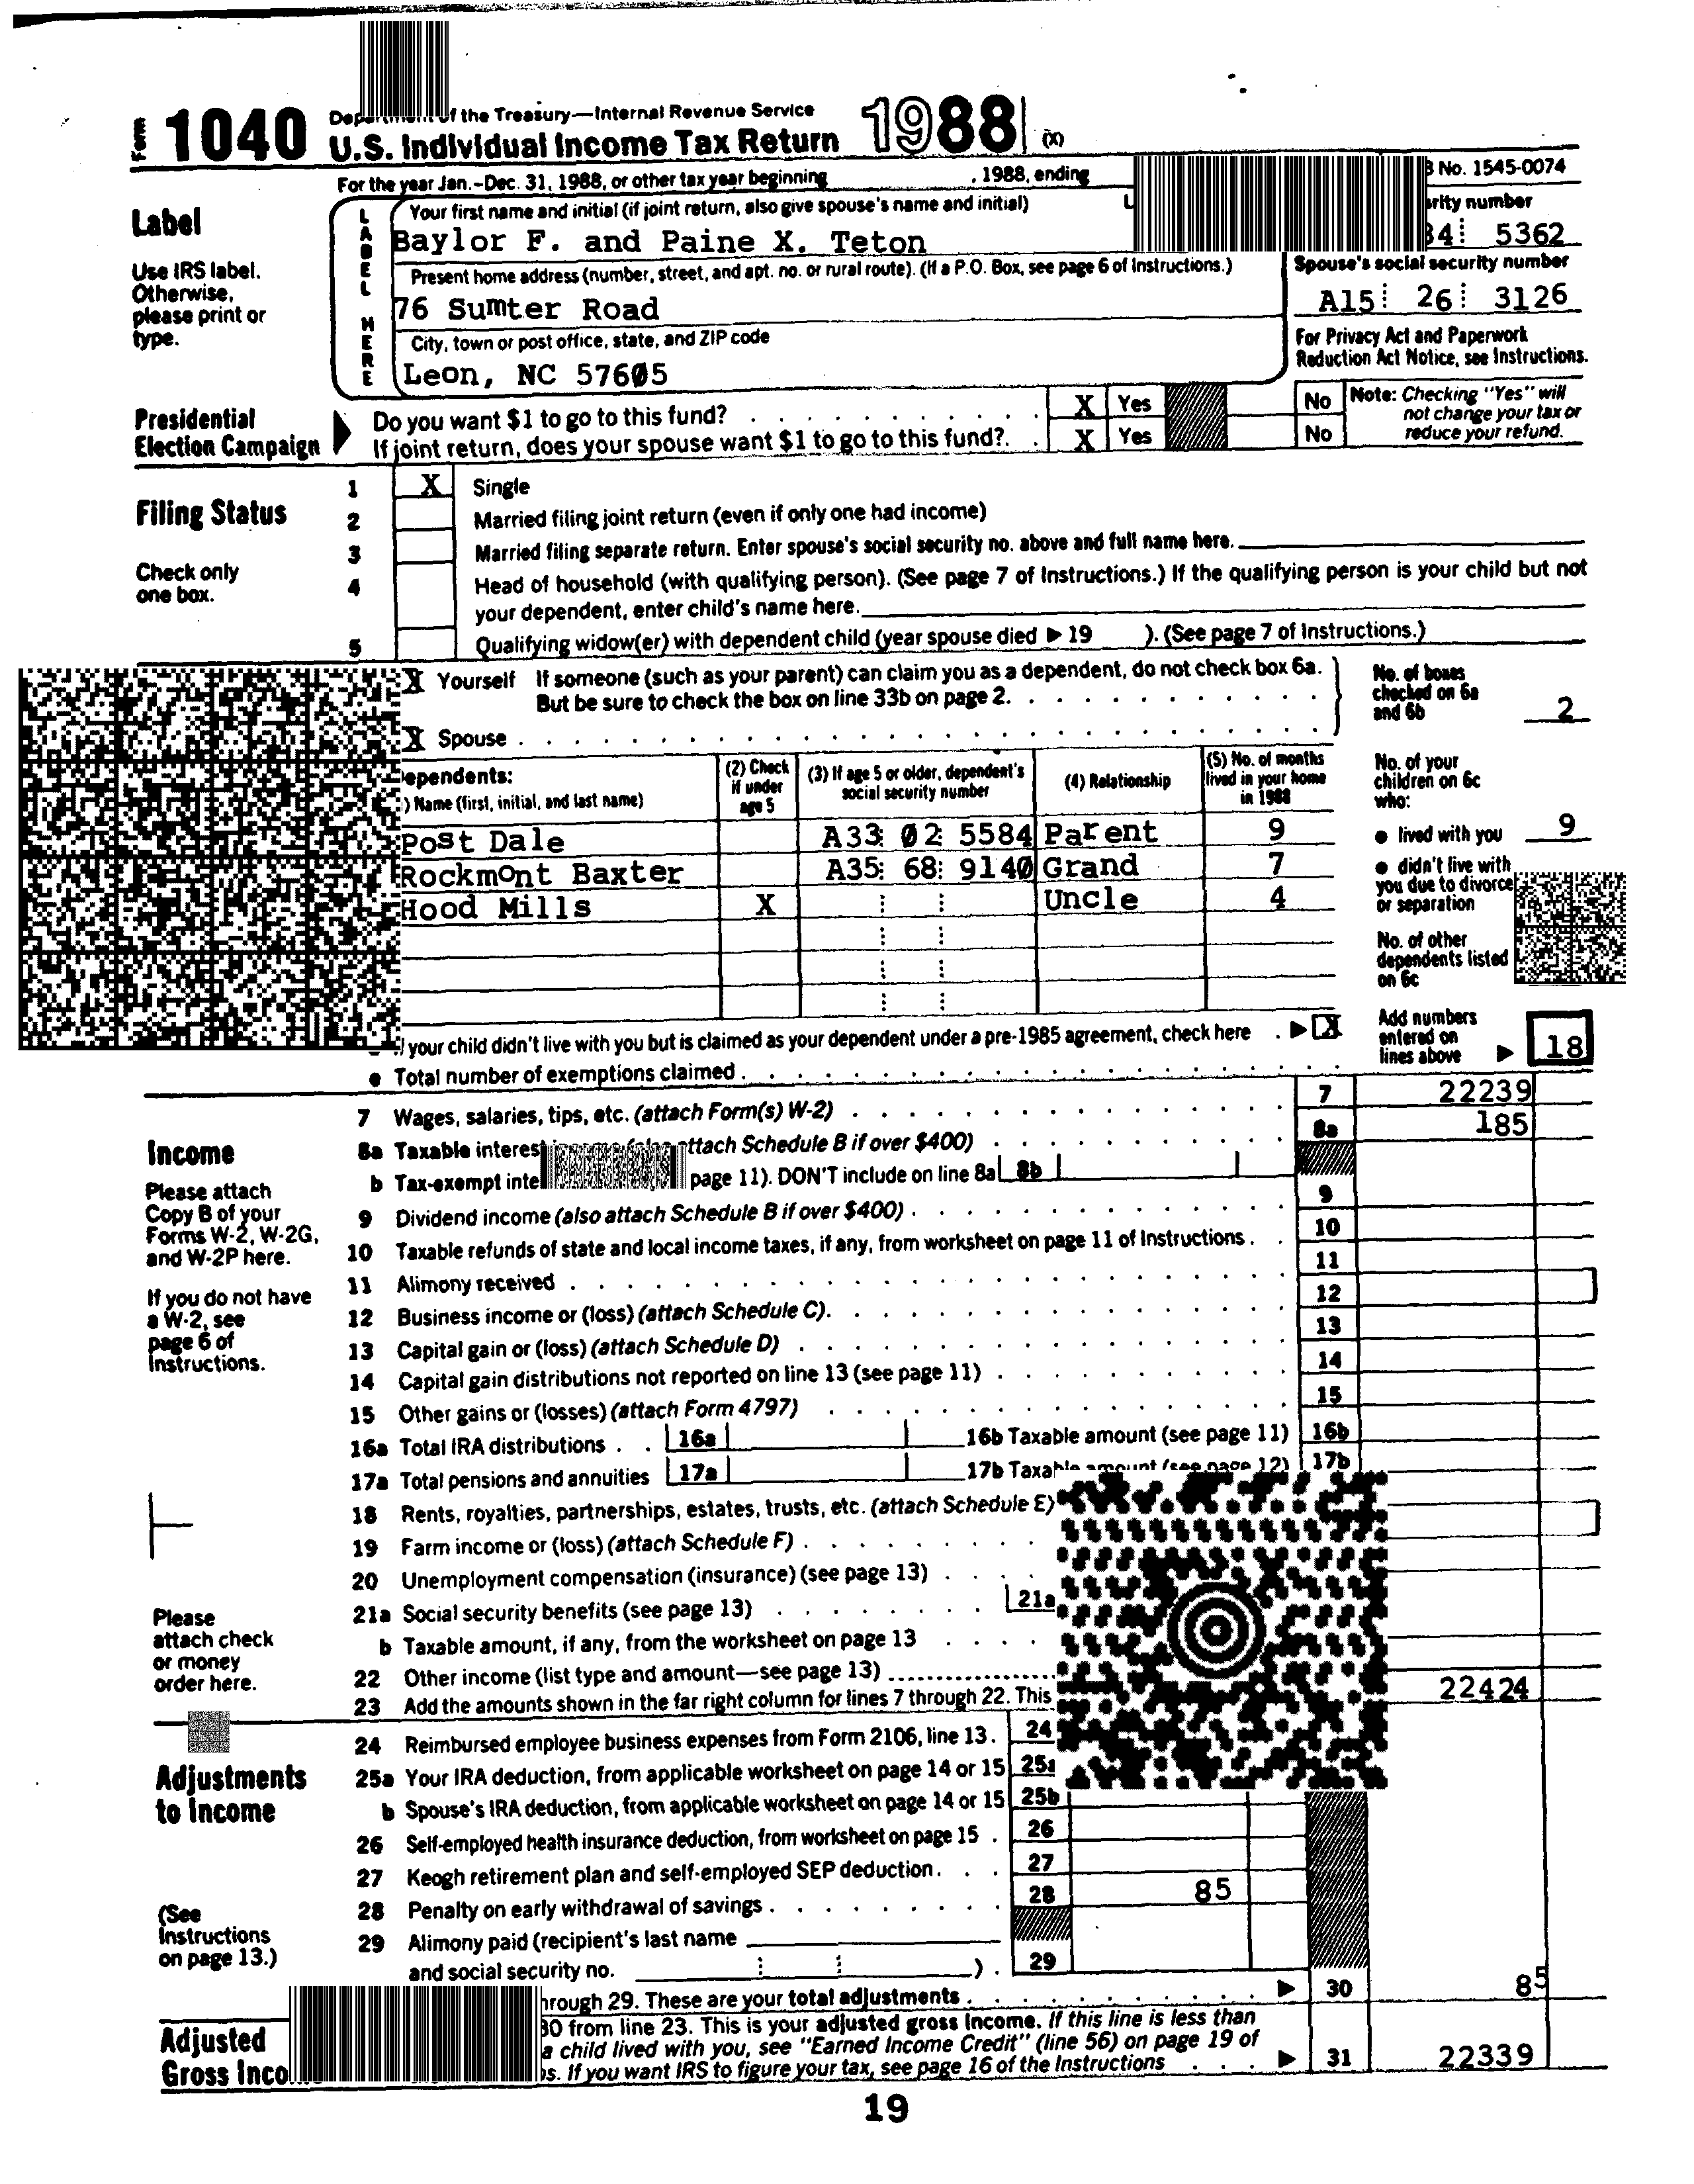 Form 1040 of the Treasury—Internal Revenue Service
U.S. Individual Income Tax Return 1988 (X)
For the year Jan.–Dec. 31, 1988, or other tax year beginning , 1988, ending No. 1545-0074
Label
Use IRS label. Otherwise, please print or type.
LABEL HERE
Your first name and initial (if joint return, also give spouse's name and initial) number
Baylor F. and Paine X. Teton 34 5362
Present home address (number, street, and apt. no. or rural route). (If a P.O. Box, see page 6 of Instructions.) Spouse's social security number
76 Sumter Road A15 26 3126
City, town or post office, state, and ZIP code For Privacy Act and Paperwork Reduction Act Notice, see Instructions.
Leon, NC 57605
Presidential Election Campaign
Do you want $1 to go to this fund? X Yes No
If joint return, does your spouse want $1 to go to this fund? X Yes No
Note: Checking "Yes" will not change your tax or reduce your refund.
Filing Status
Check only one box.
1 X Single
2 Married filing joint return (even if only one had income)
3 Married filing separate return. Enter spouse's social security no. above and full name here.
4 Head of household (with qualifying person). (See page 7 of Instructions.) If the qualifying person is your child but not
your dependent, enter child's name here.
5 Qualifying widow(er) with dependent child (year spouse died ▶ 19 ). (See page 7 of Instructions.)
X Yourself If someone (such as your parent) can claim you as a dependent, do not check box 6a.
But be sure to check the box on line 33b on page 2.
X Spouse
No. of boxes checked on 6a and 6b 2
(1) Name (first, initial, and last name) (2) Check if under age 5 (3) If age 5 or older, dependent's social security number (4) Relationship (5) No. of months lived in your home in 1988
Post Dale A33 02 5584 Parent 9
Rockmont Baxter A35 68 9140 Grand 7
Hood Mills X Uncle 4
No. of your children on 6c who:
● lived with you 9
● didn't live with you due to divorce or separation
No. of other dependents listed on 6c
your child didn't live with you but is claimed as your dependent under a pre-1985 agreement, check here ▶ X
e Total number of exemptions claimed
Add numbers entered on lines above ▶ 18
Income
Please attach Copy B of your Forms W-2, W-2G, and W-2P here.
If you do not have a W-2, see page 6 of Instructions.
Please attach check or money order here.
7 Wages, salaries, tips, etc. (attach Form(s) W-2) 7 22239
8a Taxable interest attach Schedule B if over $400) 8a 185
b Tax-exempt page 11). DON'T include on line 8a 8b
9 Dividend income (also attach Schedule B if over $400) 9
10 Taxable refunds of state and local income taxes, if any, from worksheet on page 11 of Instructions. 10
11 Alimony received 11
12 Business income or (loss) (attach Schedule C). 12
13 Capital gain or (loss) (attach Schedule D) 13
14 Capital gain distributions not reported on line 13 (see page 11) 14
15 Other gains or (losses) (attach Form 4797) 15
16a Total IRA distributions 16a 16b Taxable amount (see page 11) 16b
17a Total pensions and annuities 17a 17b Taxable amount (see page 12) 17b
18 Rents, royalties, partnerships, estates, trusts, etc. (attach Schedule E)
19 Farm income or (loss) (attach Schedule F)
20 Unemployment compensation (insurance) (see page 13)
21a Social security benefits (see page 13) 21a
b Taxable amount, if any, from the worksheet on page 13
22 Other income (list type and amount—see page 13)
23 Add the amounts shown in the far right column for lines 7 through 22. This 22424
Adjustments to Income
(See Instructions on page 13.)
24 Reimbursed employee business expenses from Form 2106, line 13. 24
25a Your IRA deduction, from applicable worksheet on page 14 or 15 25a
b Spouse's IRA deduction, from applicable worksheet on page 14 or 15 25b
26 Self-employed health insurance deduction, from worksheet on page 15 26
27 Keogh retirement plan and self-employed SEP deduction 27
28 Penalty on early withdrawal of savings 28 85
29 Alimony paid (recipient's last name
and social security no. ) 29
through 29. These are your total adjustments ▶ 30 85
Adjusted Gross
30 from line 23. This is your adjusted gross income. If this line is less than
a child lived with you, see "Earned Income Credit" (line 56) on page 19 of
If you want IRS to figure your tax, see page 16 of the Instructions ▶ 31 22339
19